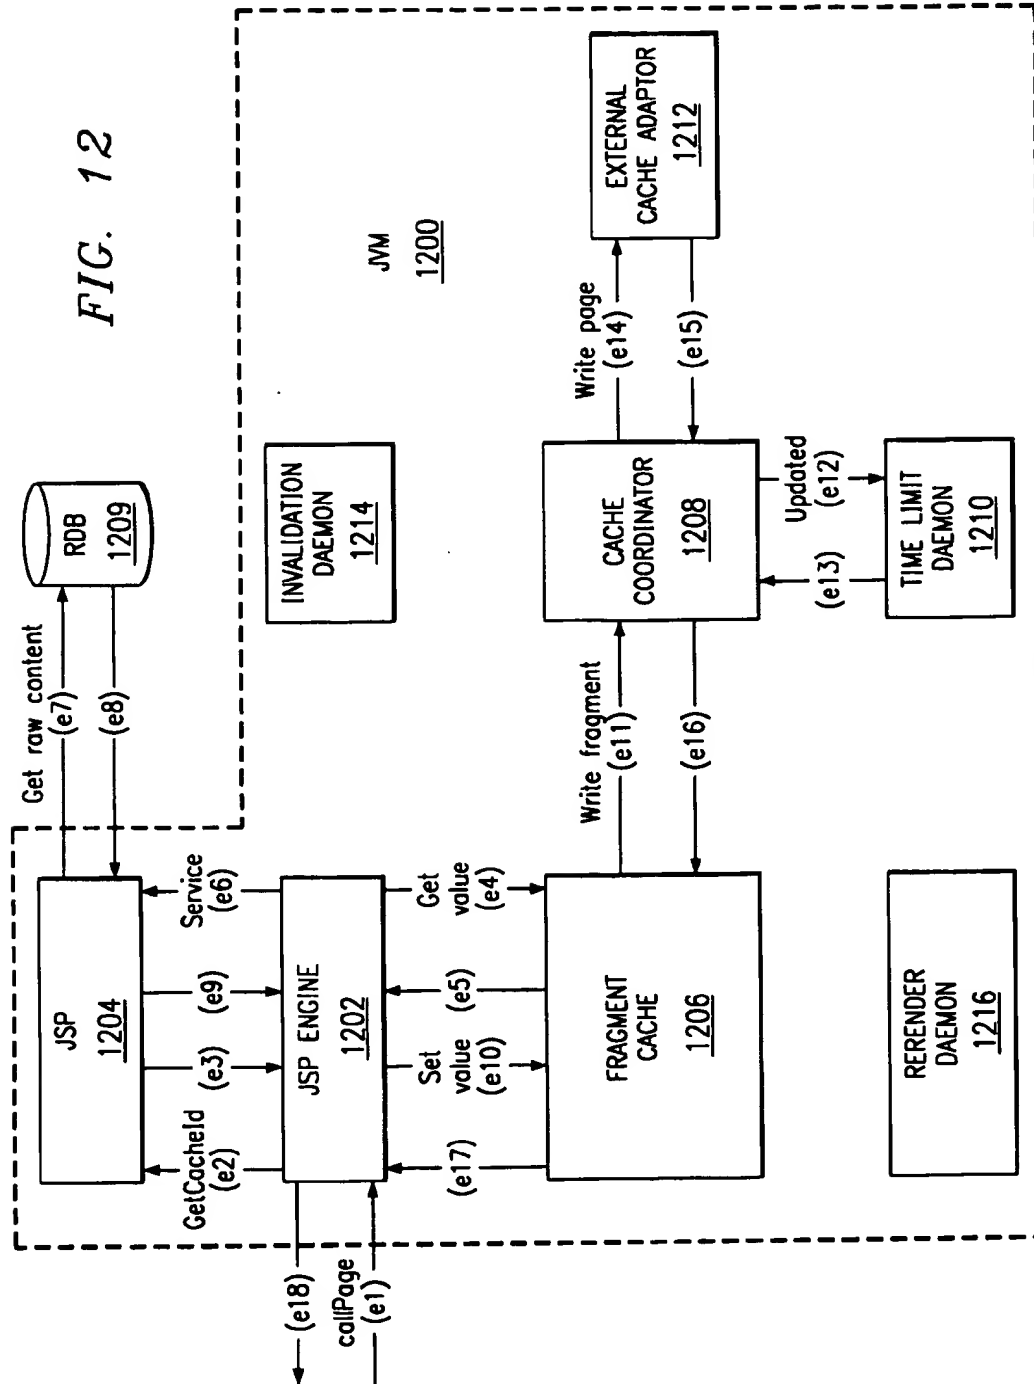 FIG. 12
JSP
1204
Get raw content
(e7)
(e8)
RDB
1209
GetCacheId
(e2)
(e3)
(e9)
Service
(e6)
(e18)
callPage
(e1)
JSP ENGINE
1202
INVALIDATION
DAEMON
1214
JVM
1200
(e17)
Set
value
(e10)
(e5)
Get
value
(e4)
FRAGMENT
CACHE
1206
Write fragment
(e11)
(e16)
CACHE
COORDINATOR
1208
Write page
(e14)
(e15)
EXTERNAL
CACHE ADAPTOR
1212
(e13)
Updated
(e12)
RERENDER
DAEMON
1216
TIME LIMIT
DAEMON
1210